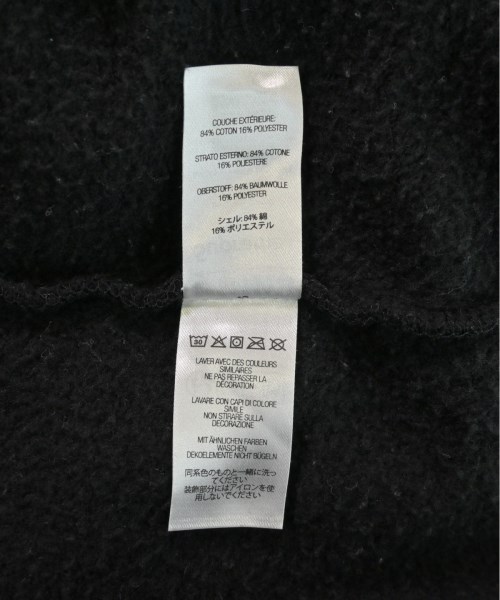 COUCHE EXTÉRIEURE:
84% COTON 16% POLYESTER
STRATO ESTERNO: 84% COTONE
16% POLIESTERE
OBERSTOFF: 84% BAUMWOLLE
16% POLYESTER
シェル: 84% 綿
16% ポリエステル
30
LAVER AVEC DES COULEURS
SIMILAIRES
NE PAS REPASSER LA
DÉCORATION
LAVARE CON CAPI DI COLORE
SIMILE
NON STIRARE SULLA
DECORAZIONE
MIT ÄHNLICHEN FARBEN
WASCHEN
DEKOELEMENTE NICHT BÜGELN
同系色のものと一緒に洗っ
てください
装飾部分にはアイロンを使
用しないでください